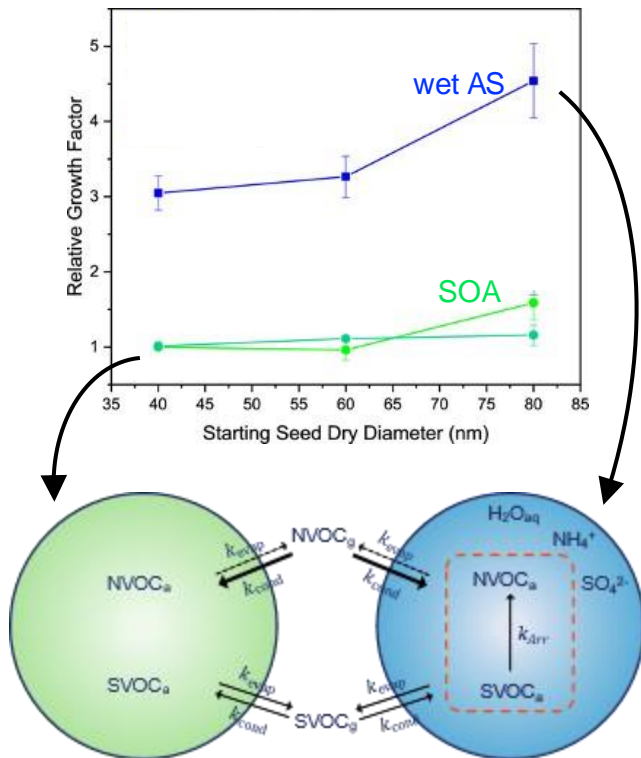 5
wet AS
4
Relative Growth Factor
3
2
SOA
1
35 40 45 50 55 60 65 70 75 80 85
Starting Seed Dry Diameter (nm)
H₂Oaq
NH₄⁺
NVOCg
kevap kevap
kcond kcond
NVOCa NVOCa SO₄²⁻
kArr
SVOCa SVOCa
kevap kevap
kcond SVOCg kcond